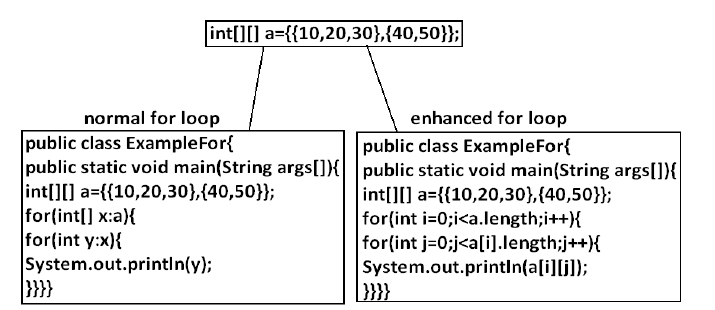 int[][] a={{10,20,30},{40,50}};
normal for loop
public class ExampleFor{
public static void main(String args[]){
int[][] a={{10,20,30},{40,50}};
for(int[] x:a){
for(int y:x){
System.out.println(y);
}}}}
enhanced for loop
public class ExampleFor{
public static void main(String args[]){
int[][] a={{10,20,30},{40,50}};
for(int i=0;i<a.length;i++){
for(int j=0;j<a[i].length;j++){
System.out.println(a[i][j]);
}}}}